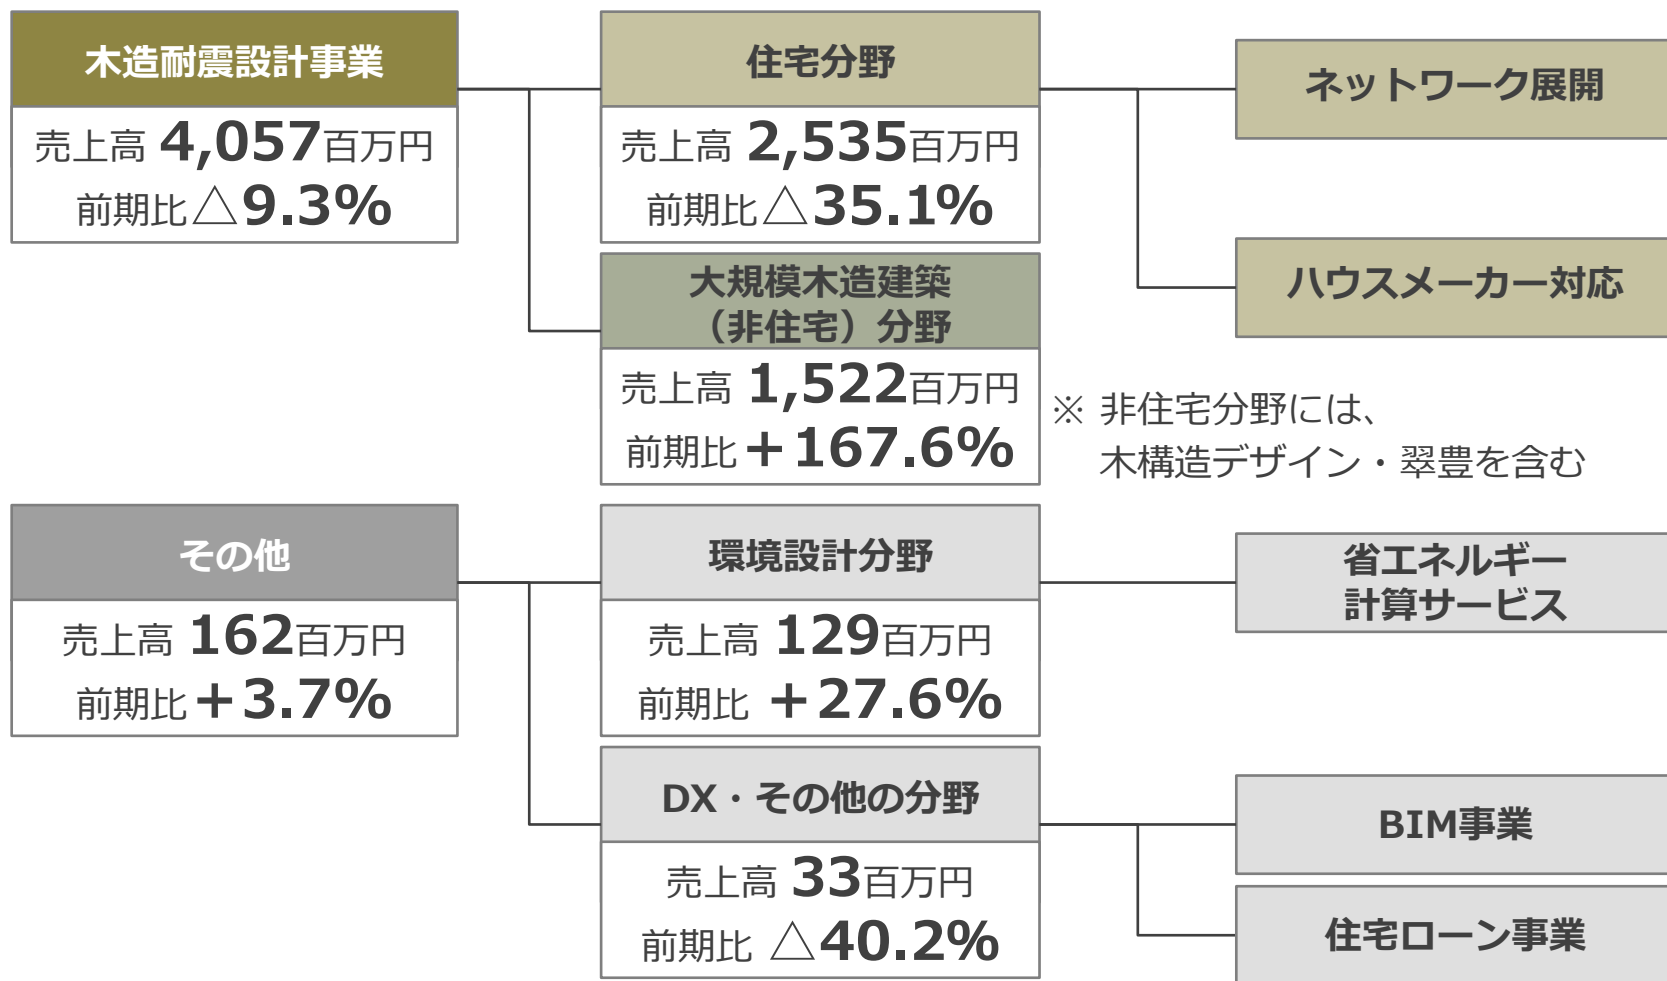 木造耐震設計事業
売上高 4,057百万円
前期比△9.3%
住宅分野
売上高 2,535百万円
前期比△35.1%
ネットワーク展開
ハウスメーカー対応
大規模木造建築
（非住宅）分野
売上高 1,522百万円
前期比＋167.6%
※ 非住宅分野には、
木構造デザイン・翠豊を含む
その他
売上高 162百万円
前期比＋3.7%
環境設計分野
売上高 129百万円
前期比 ＋27.6%
省エネルギー
計算サービス
DX・その他の分野
売上高 33百万円
前期比 △40.2%
BIM事業
住宅ローン事業